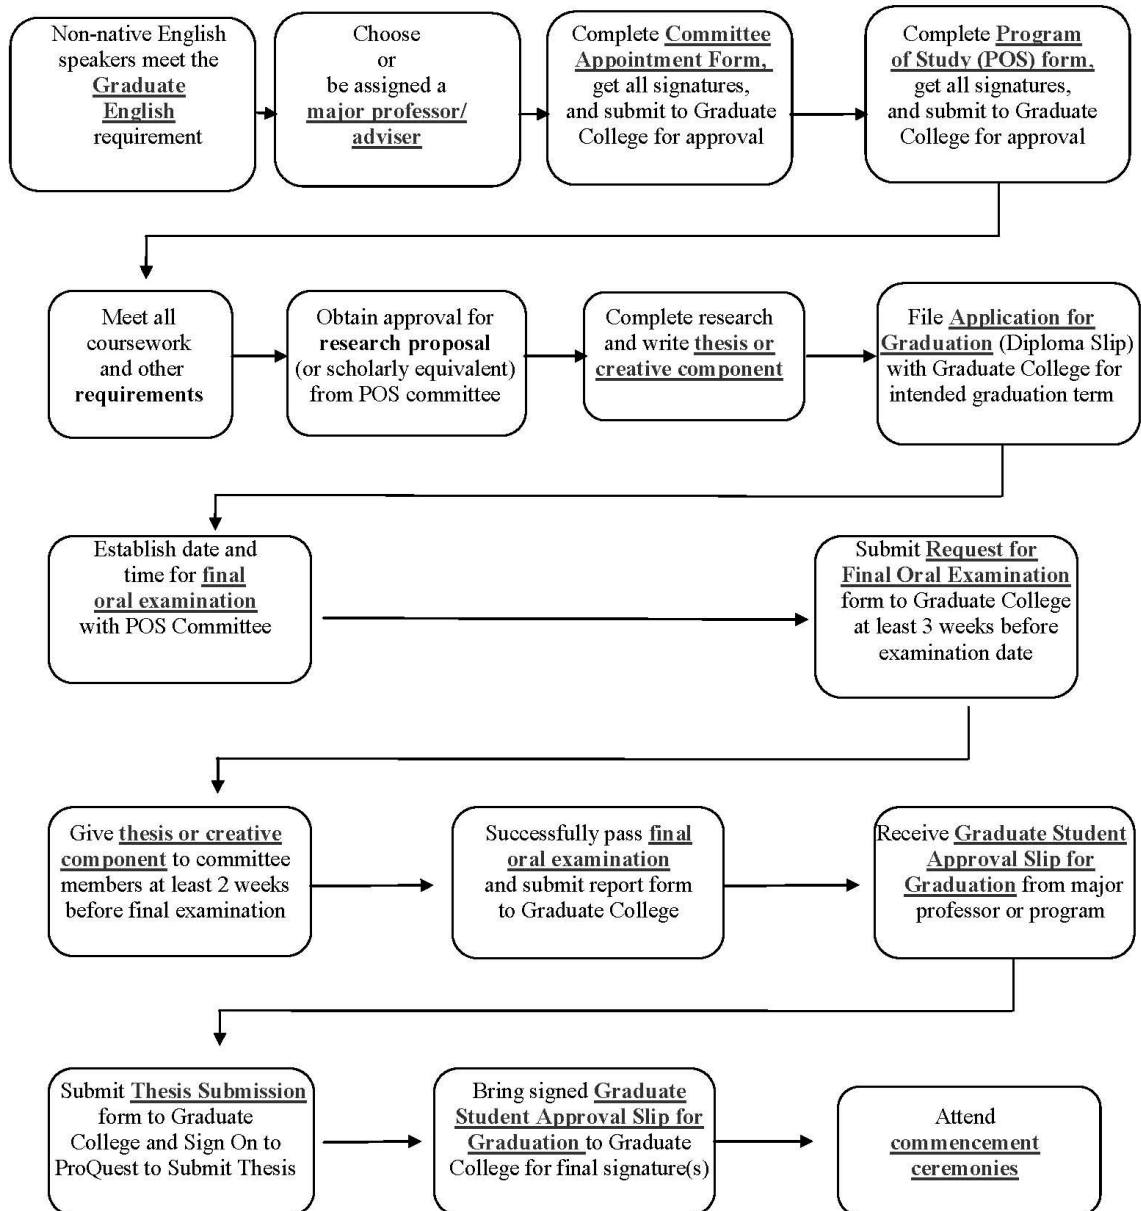 Non-native English
speakers meet the
Graduate
English
requirement
Choose
or
be assigned a
major professor/
adviser
Complete Committee
Appointment Form,
get all signatures,
and submit to Graduate
College for approval
Complete Program
of Study (POS) form,
get all signatures,
and submit to Graduate
College for approval
Meet all
coursework
and other
requirements
Obtain approval for
research proposal
(or scholarly equivalent)
from POS committee
Complete research
and write thesis or
creative component
File Application for
Graduation (Diploma Slip)
with Graduate College for
intended graduation term
Establish date and
time for final
oral examination
with POS Committee
Submit Request for
Final Oral Examination
form to Graduate College
at least 3 weeks before
examination date
Give thesis or creative
component to committee
members at least 2 weeks
before final examination
Successfully pass final
oral examination
and submit report form
to Graduate College
Receive Graduate Student
Approval Slip for
Graduation from major
professor or program
Submit Thesis Submission
form to Graduate
College and Sign On to
ProQuest to Submit Thesis
Bring signed Graduate
Student Approval Slip for
Graduation to Graduate
College for final signature(s)
Attend
commencement
ceremonies